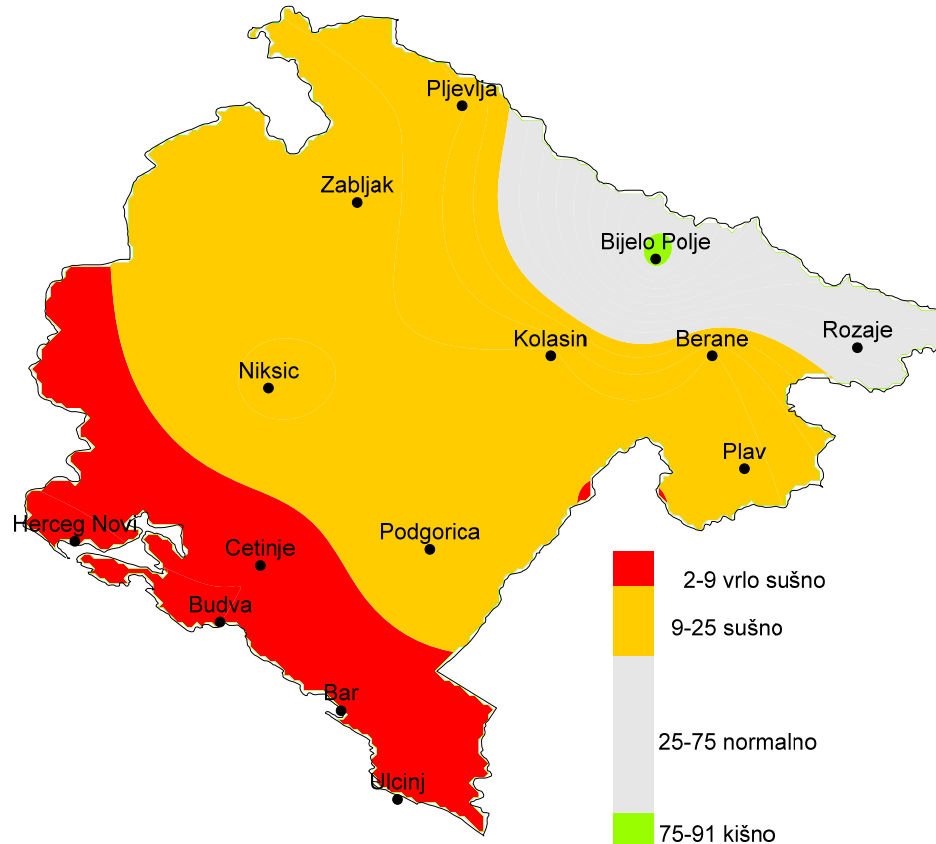 Pljevlja
Zabljak
Bijelo Polje
Rozaje
Kolasin
Berane
Niksic
Plav
Herceg Novi
Podgorica
Cetinje
Budva
Bar
Ulcinj
2-9 vrlo sušno
9-25 sušno
25-75 normalno
75-91 kišno